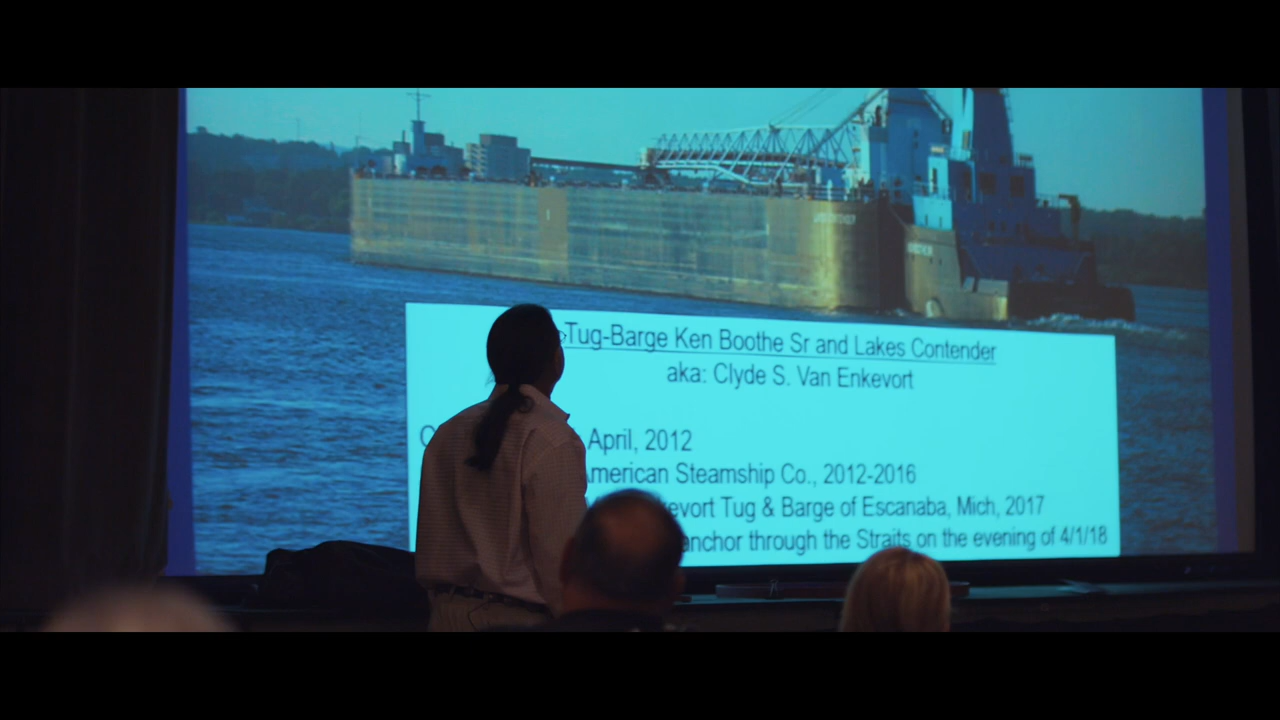 Tug-Barge Ken Boothe Sr and Lakes Contender
aka: Clyde S. Van Enkevort
April, 2012
American Steamship Co., 2012-2016
Tug & Barge of Escanaba, Mich, 2017
anchor through the Straits on the evening of 4/1/18